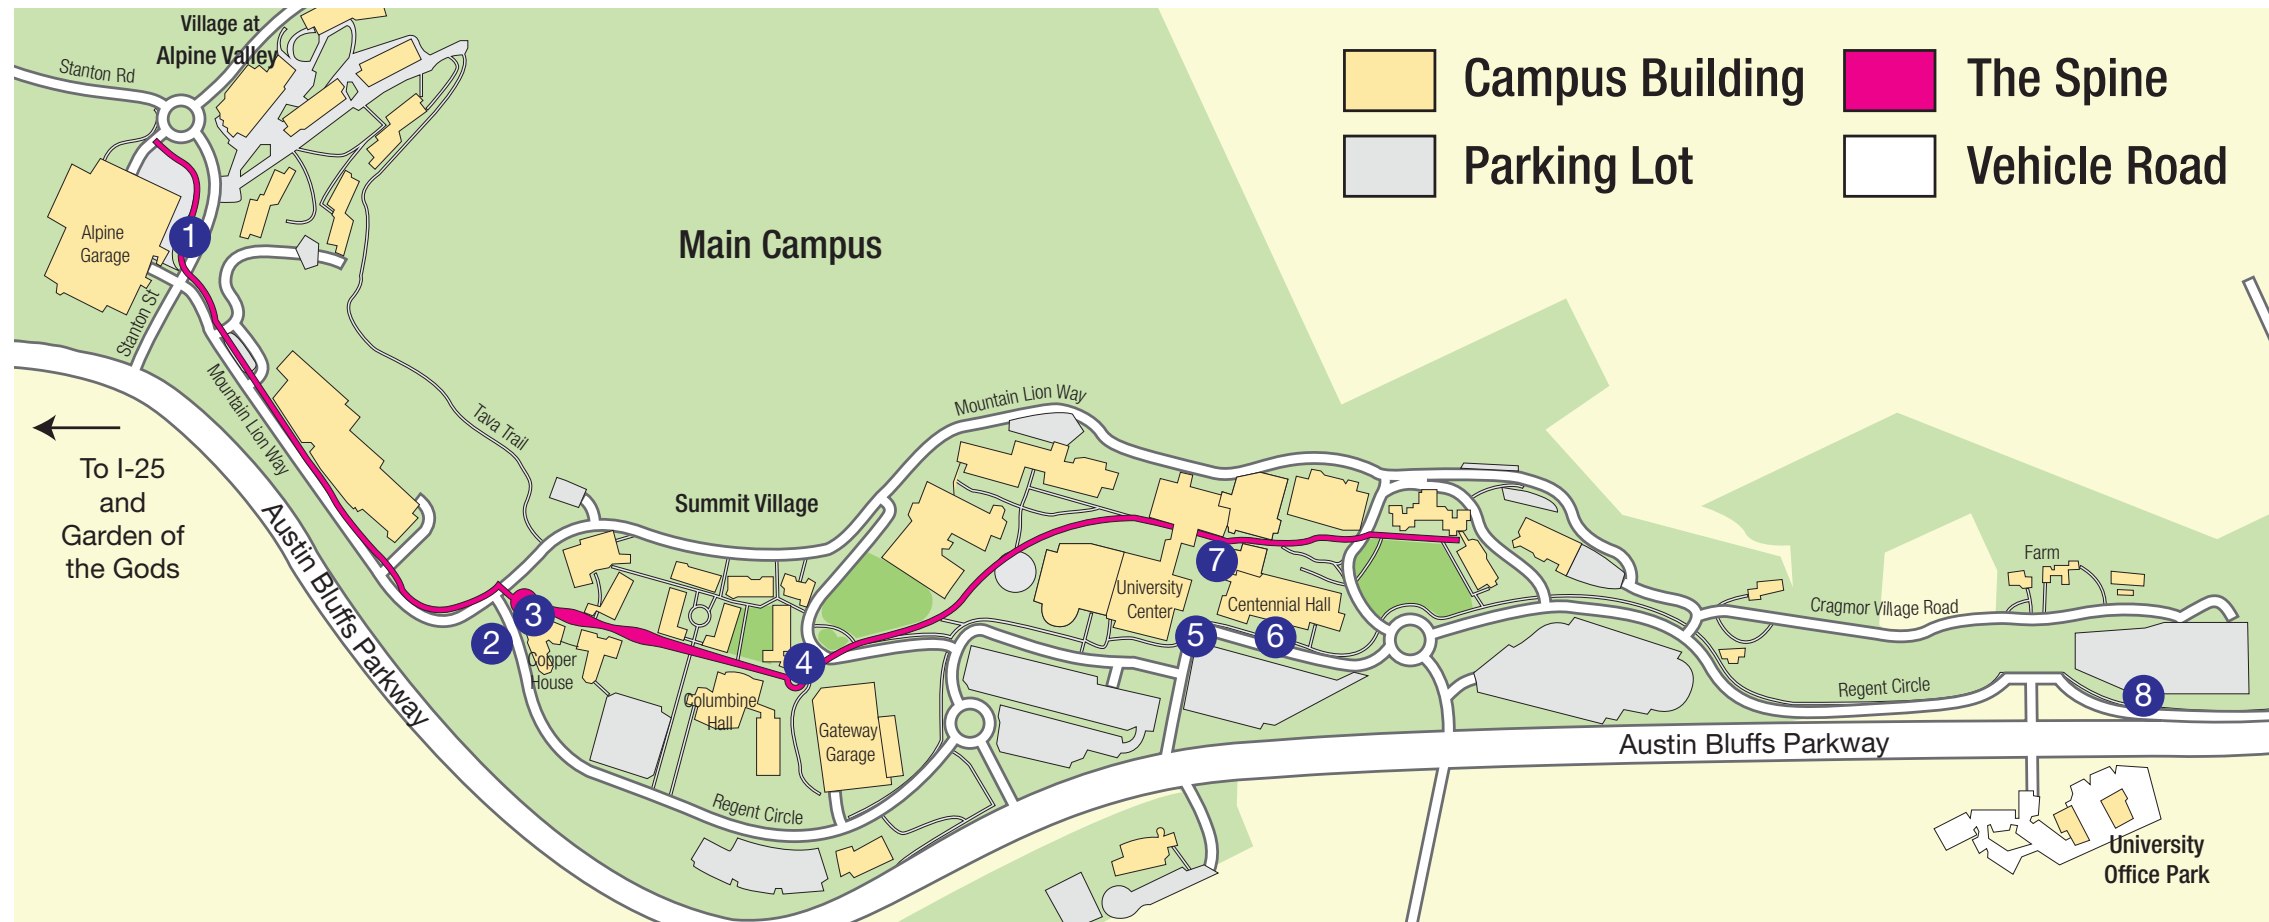 Village at
Alpine Valley
Stanton Rd
Campus Building
The Spine
Parking Lot
Vehicle Road
Alpine
Garage
1
Main Campus
Stanton St
Mountain Lion Way
Tava Trail
To I-25
and
Garden of
the Gods
Austin Bluffs Parkway
Summit Village
Mountain Lion Way
2
3
Copper
House
4
Columbine
Hall
Gateway
Garage
Regent Circle
University
Center
5
6
7
Centennial Hall
Farm
Cragmor Village Road
Regent Circle
8
Austin Bluffs Parkway
University
Office Park